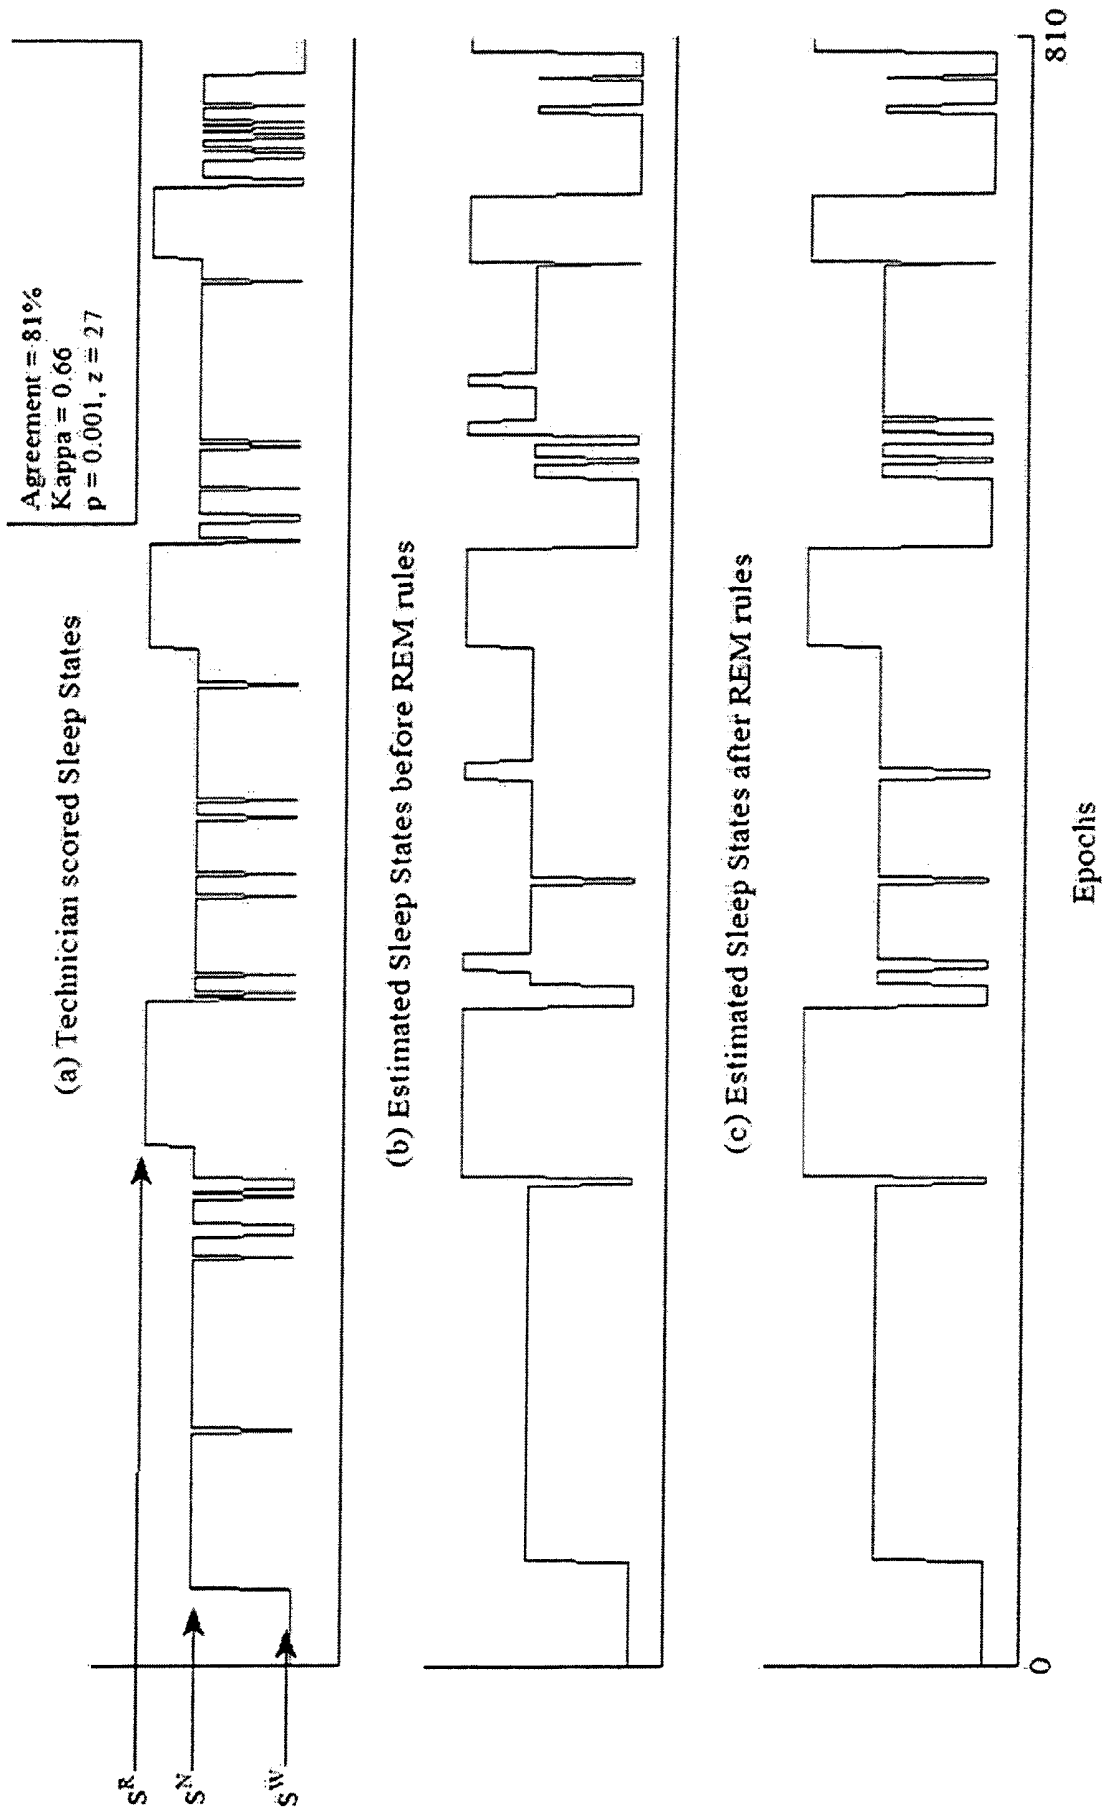 Agreement = 81%
Kappa = 0.66
p = 0.001, z = 27
(a) Technician scored Sleep States
S^R
S^N
S^W
(b) Estimated Sleep States before REM rules
(c) Estimated Sleep States after REM rules
0
810
Epochs